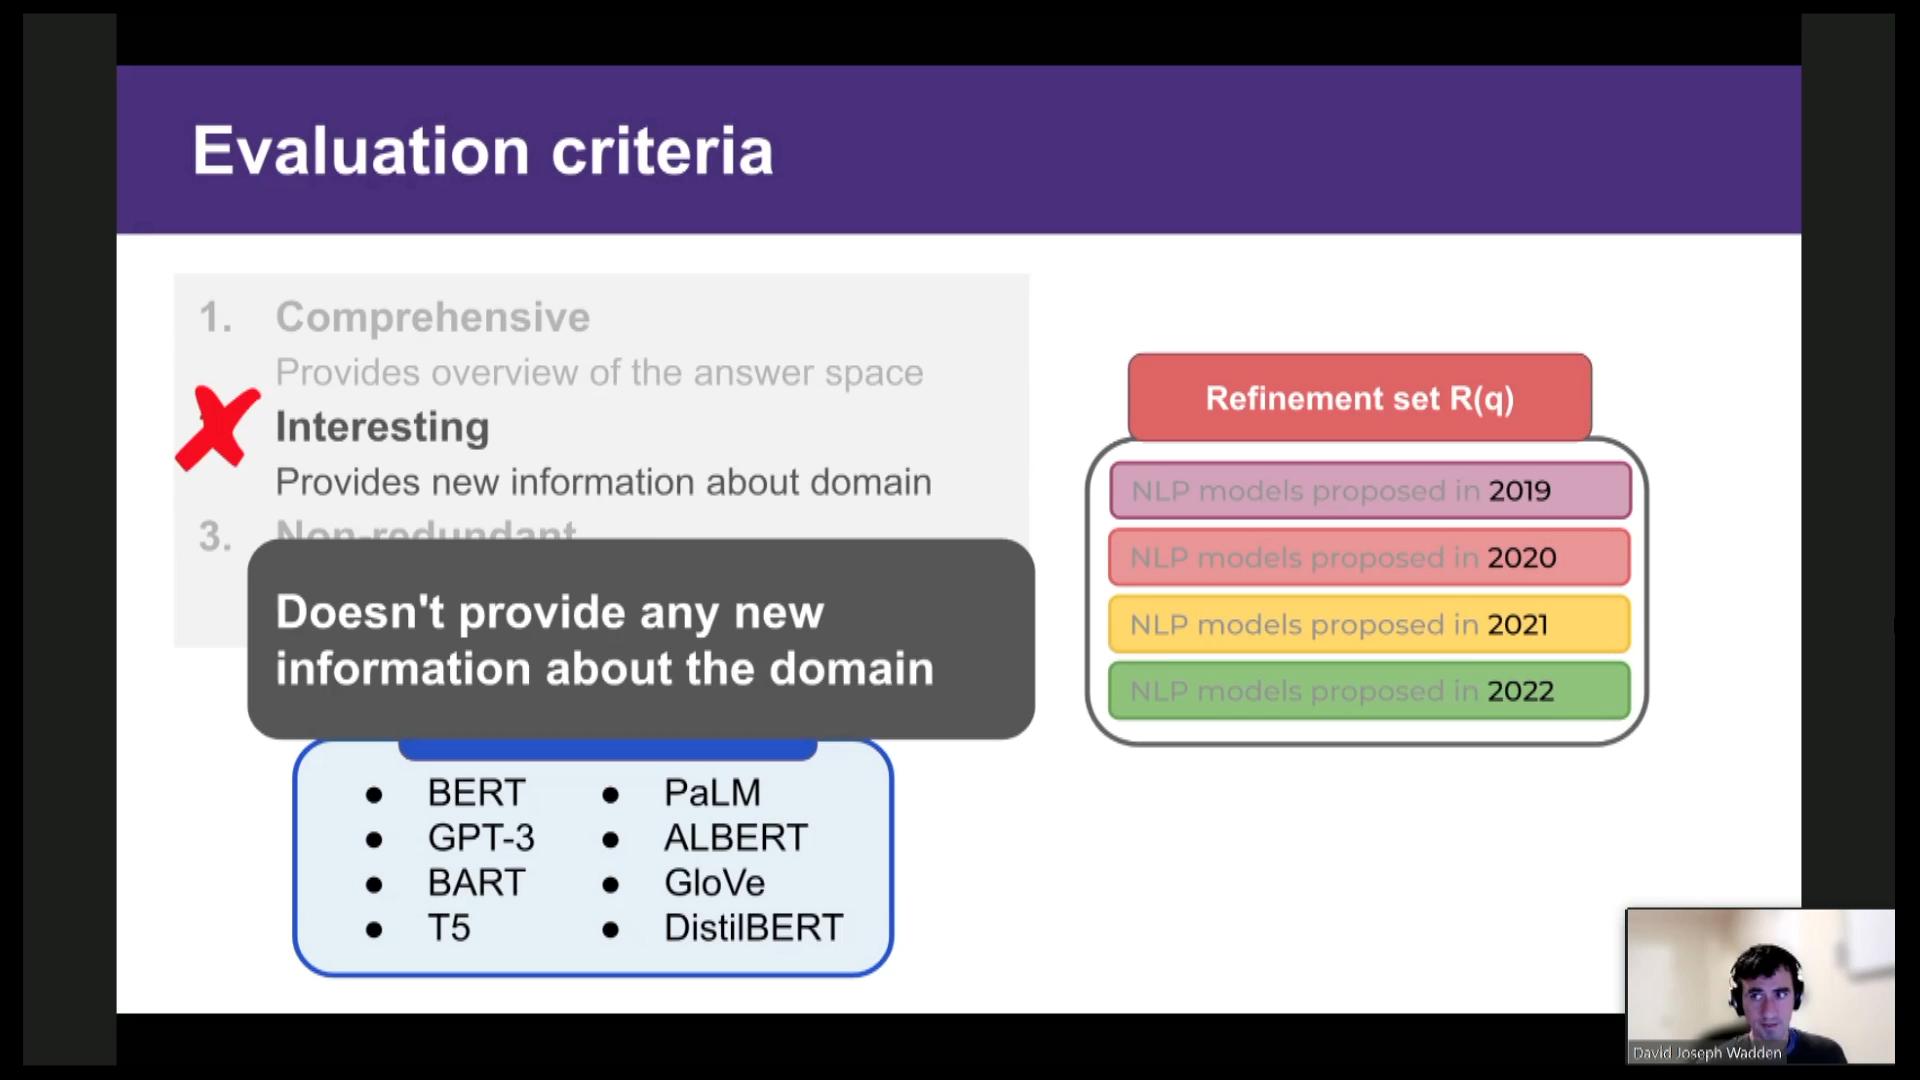 Evaluation criteria
1. Comprehensive
Provides overview of the answer space
Interesting
Provides new information about domain
3. Non-redundant
Doesn't provide any new
information about the domain
● BERT
● GPT-3
● BART
● T5
● PaLM
● ALBERT
● GloVe
● DistilBERT
Refinement set R(q)
NLP models proposed in 2019
NLP models proposed in 2020
NLP models proposed in 2021
NLP models proposed in 2022
David Joseph Wadden